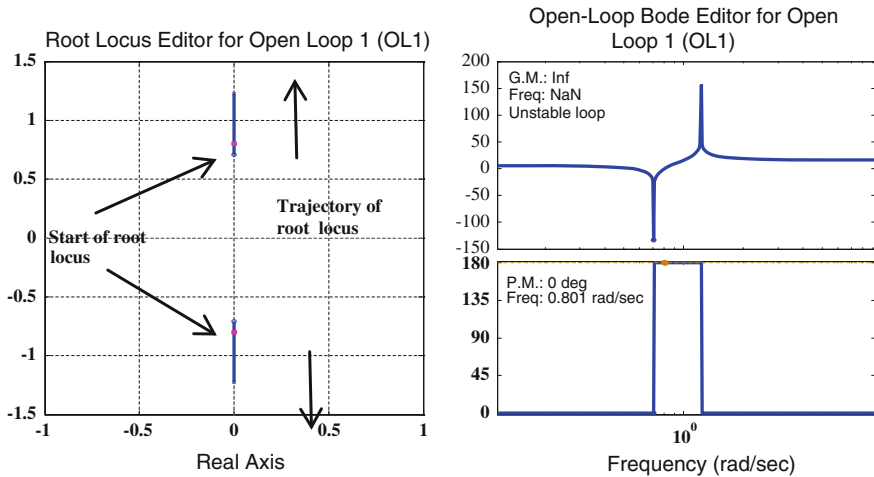 Root Locus Editor for Open Loop 1 (OL1)
1.5
1
0.5
0
-0.5
-1
-1.5
-1
-0.5
0
0.5
1
Real Axis
Start of root
locus
Trajectory of
root locus
Open-Loop Bode Editor for Open
Loop 1 (OL1)
200
150
100
50
0
-50
-100
-150
G.M.: Inf
Freq: NaN
Unstable loop
180
135
90
45
0
P.M.: 0 deg
Freq: 0.801 rad/sec
10^0
Frequency (rad/sec)